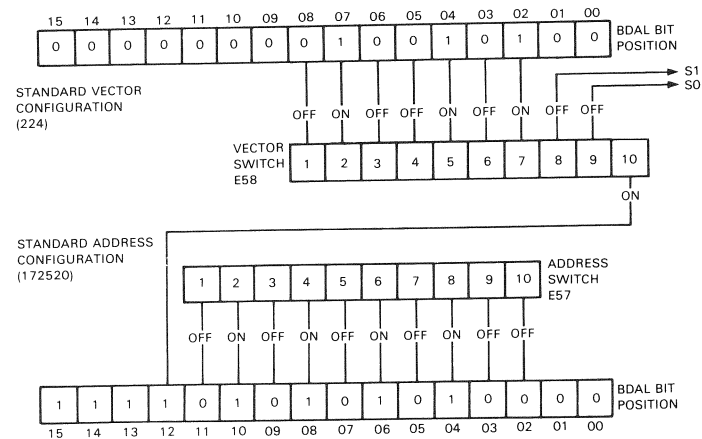 15 14 13 12 11 10 09 08 07 06 05 04 03 02 01 00
0 0 0 0 0 0 0 0 1 0 0 1 0 1 0 0
BDAL BIT
POSITION
S1
S0
STANDARD VECTOR
CONFIGURATION
(224)
OFF ON OFF OFF ON OFF ON OFF OFF
VECTOR
SWITCH
E58
1 2 3 4 5 6 7 8 9 10
ON
STANDARD ADDRESS
CONFIGURATION
(172520)
1 2 3 4 5 6 7 8 9 10
ADDRESS
SWITCH
E57
OFF ON OFF ON OFF ON OFF ON OFF OFF
1 1 1 1 0 1 0 1 0 1 0 1 0 0 0 0
BDAL BIT
POSITION
15 14 13 12 11 10 09 08 07 06 05 04 03 02 01 00